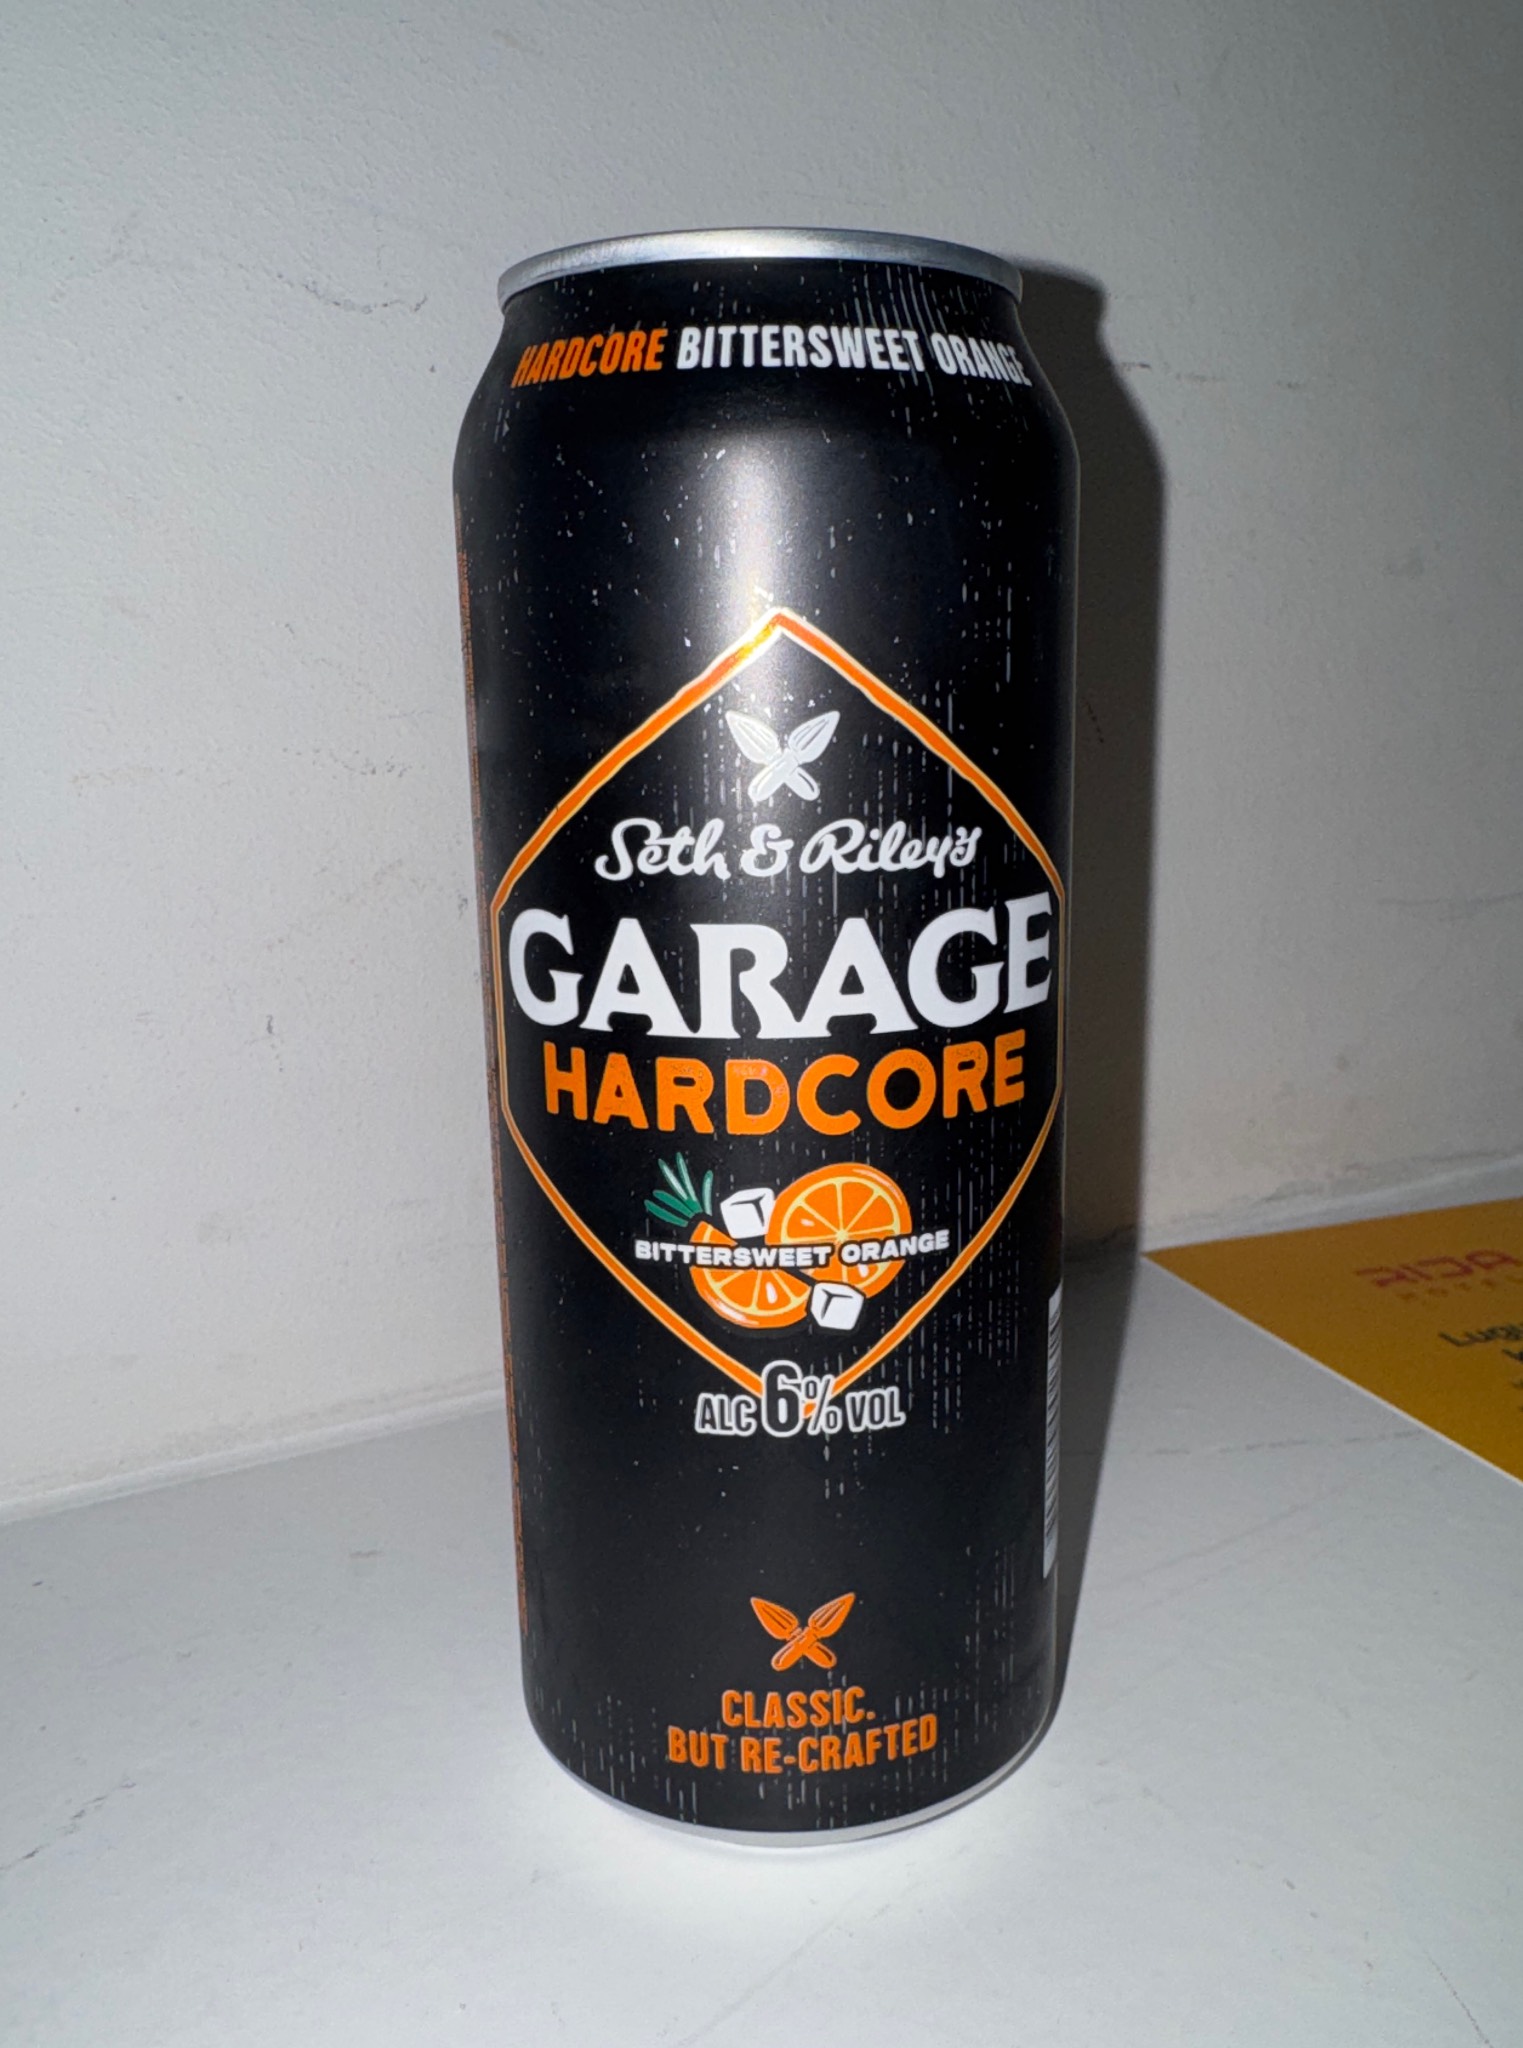 HARDCORE BITTERSWEET ORANGE
Seth & Riley's
GARAGE
HARDCORE
BITTERSWEET ORANGE
ALC 6% VOL
CLASSIC.
BUT RE-CRAFTED